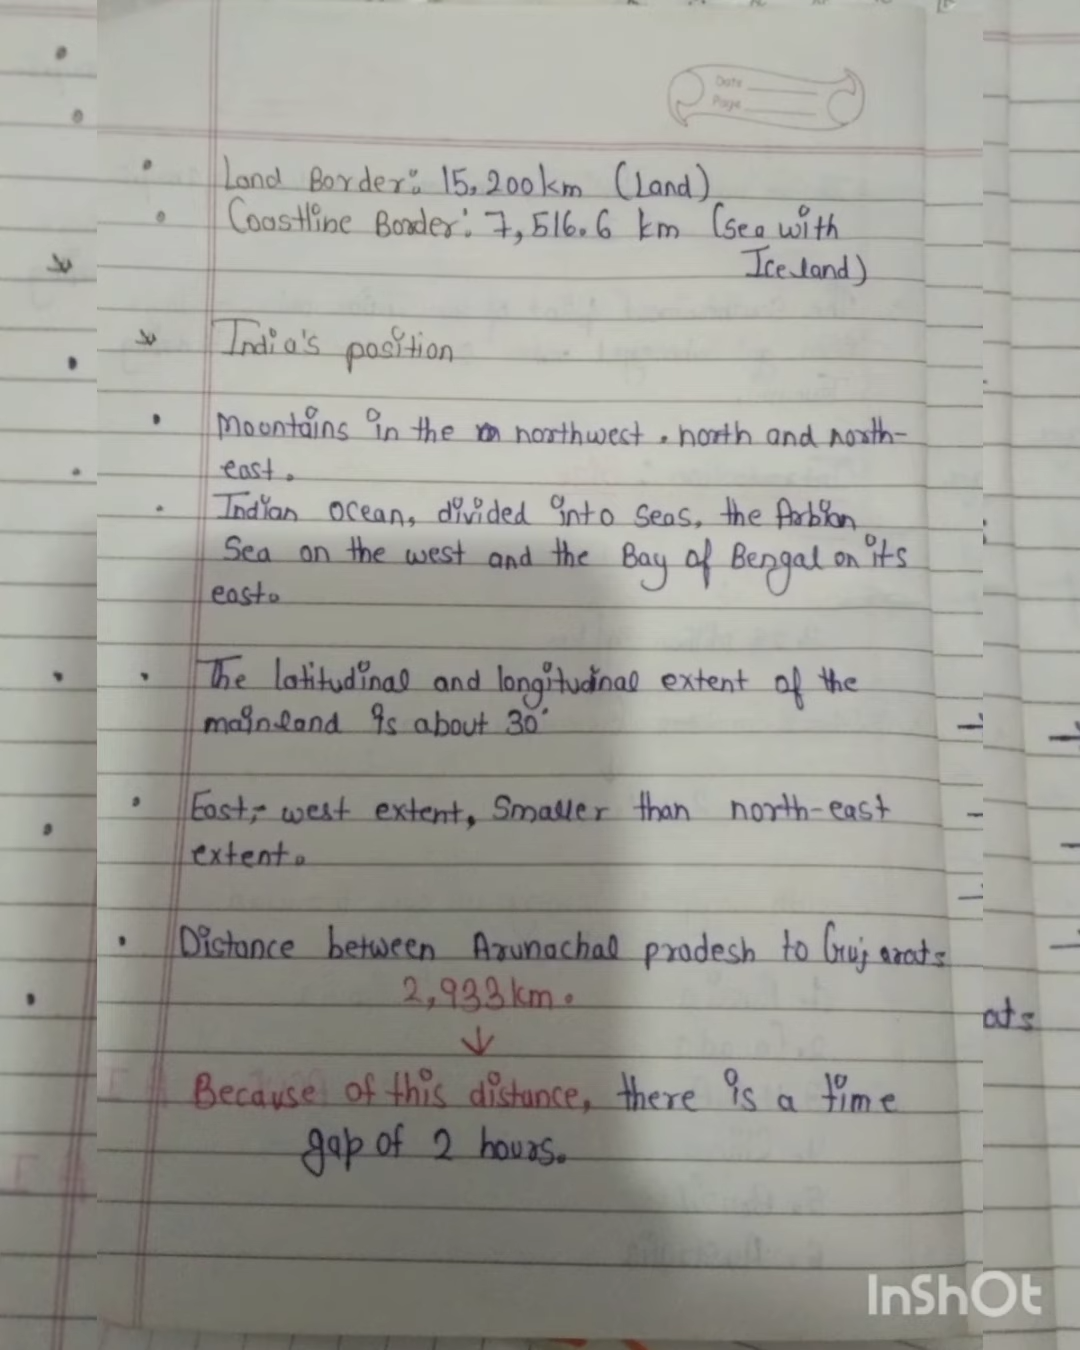 Date
Page
Land Border: 15,200km (Land)
Coastline Border: 7,516.6 km (sea with
Iceland)
India's position
Mountains in the northwest, north and north-
east.
Indian ocean, divided into seas, the Arbian
Sea on the west and the Bay of Bengal on its
east.
The latitudinal and longitudinal extent of the
mainland is about 30°
East-west extent, Smaller than north-east
extent.
Distance between Arunachal pradesh to Gujarat:
2,933km.
↓
Because of this distance, there is a time
gap of 2 hours.
ats
InShOt